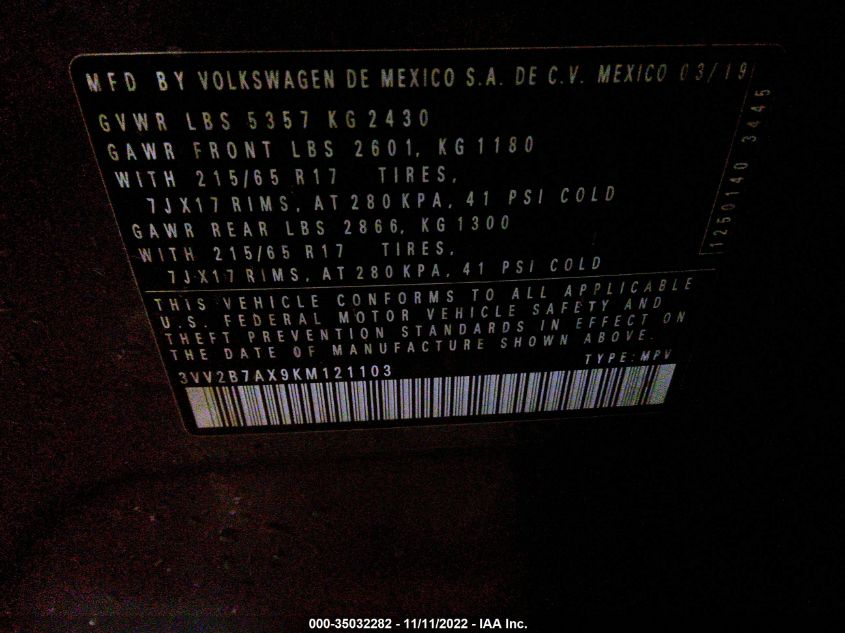 MFD BY VOLKSWAGEN DE MEXICO S.A. DE C.V. MEXICO 03/19
GVWR LBS 5357 KG 2430
GAWR FRONT LBS 2601, KG 1180
WITH 215/65 R17 TIRES,
7JX17 RIMS, AT 280 KPA, 41 PSI COLD
GAWR REAR LBS 2866, KG 1300
WITH 215/65 R17 TIRES,
7JX17 RIMS, AT 280 KPA, 41 PSI COLD
1250140 3445
THIS VEHICLE CONFORMS TO ALL APPLICABLE
U.S. FEDERAL MOTOR VEHICLE SAFETY AND
THEFT PREVENTION STANDARDS IN EFFECT ON
THE DATE OF MANUFACTURE SHOWN ABOVE.
TYPE: MPV
3VV2B7AX9KM121103
000-35032282 - 11/11/2022 - IAA Inc.